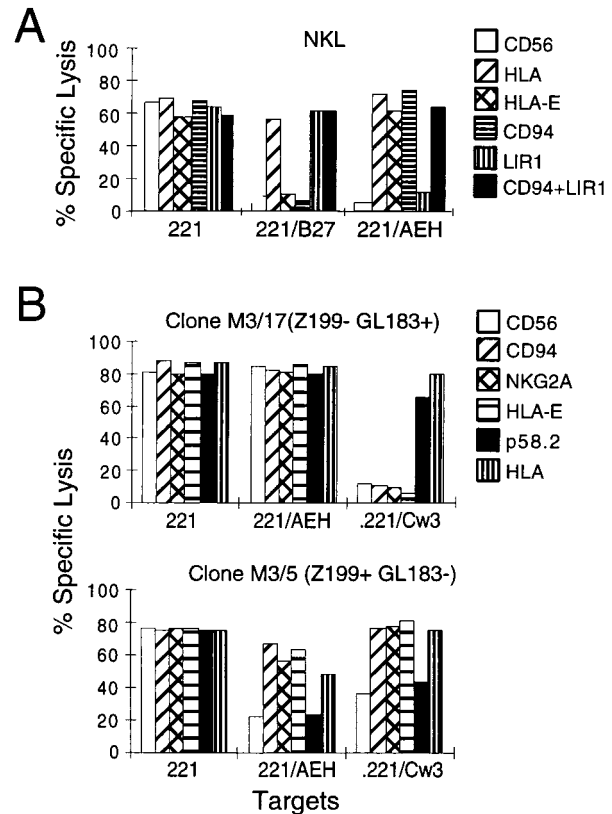 A
NKL
% Specific Lysis
100
80
60
40
20
0
221
221/B27
221/AEH
CD56
HLA
HLA-E
CD94
LIR1
CD94+LIR1
B
Clone M3/17(Z199- GL183+)
% Specific Lysis
100
80
60
40
20
0
221
221/AEH
.221/Cw3
CD56
CD94
NKG2A
HLA-E
p58.2
HLA
Clone M3/5 (Z199+ GL183-)
100
80
60
40
20
0
221
221/AEH
.221/Cw3
Targets